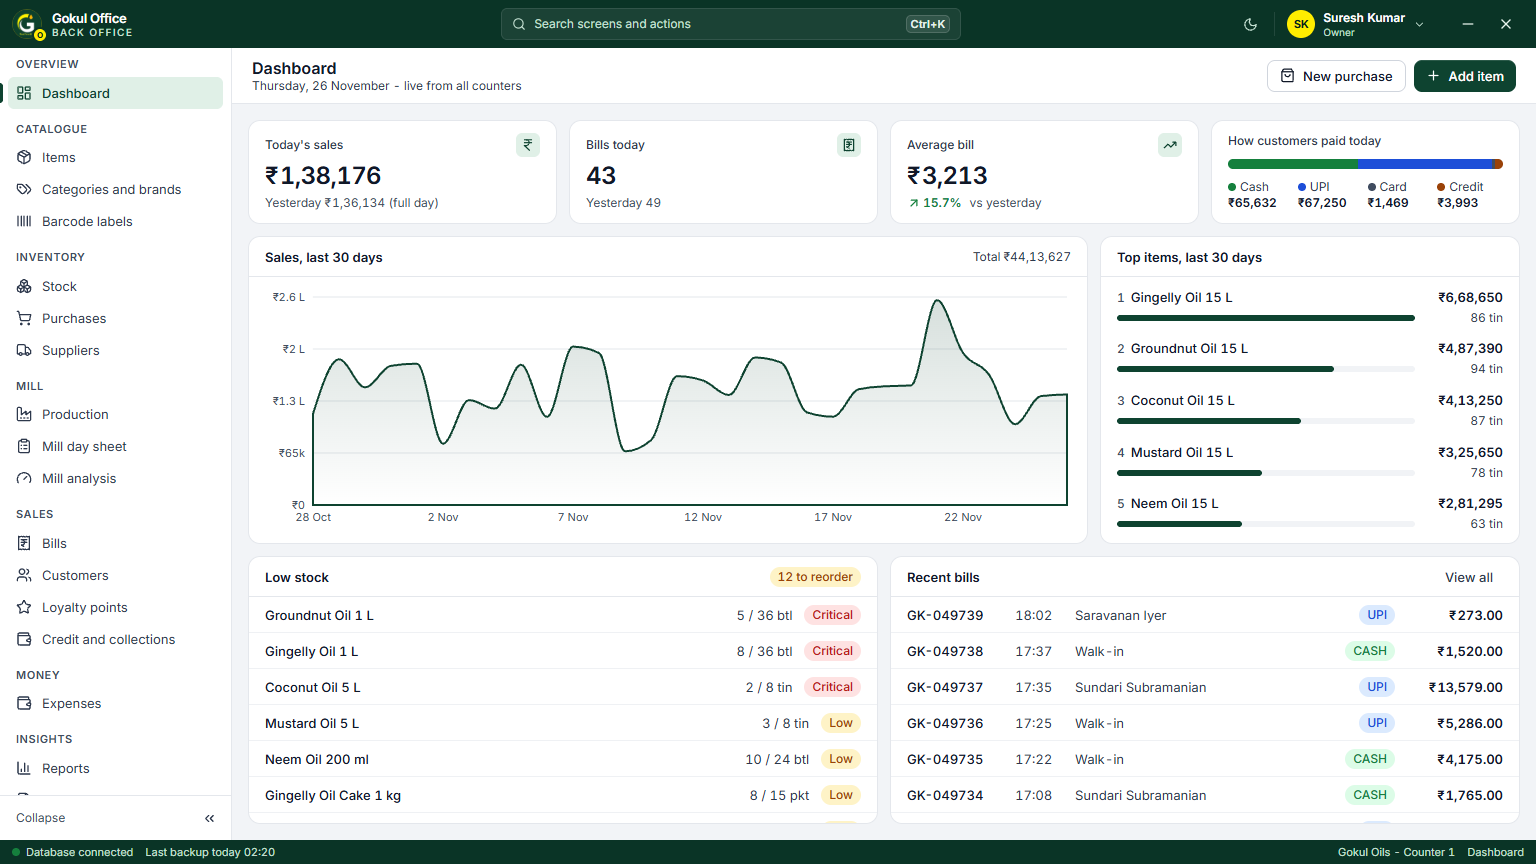 Gokul Office
BACK OFFICE
Search screens and actions
Ctrl+K
SK
Suresh Kumar
Owner
OVERVIEW
Dashboard
CATALOGUE
Items
Categories and brands
Barcode labels
INVENTORY
Stock
Purchases
Suppliers
MILL
Production
Mill day sheet
Mill analysis
SALES
Bills
Customers
Loyalty points
Credit and collections
MONEY
Expenses
INSIGHTS
Reports
Collapse
Dashboard
Thursday, 26 November - live from all counters
New purchase
Add item
Today's sales
₹1,38,176
Yesterday ₹1,36,134 (full day)
Bills today
43
Yesterday 49
Average bill
₹3,213
15.7% vs yesterday
How customers paid today
Cash UPI Card Credit
₹65,632 ₹67,250 ₹1,469 ₹3,993
Sales, last 30 days
Total ₹44,13,627
₹2.6 L
₹2 L
₹1.3 L
₹65k
₹0
28 Oct 2 Nov 7 Nov 12 Nov 17 Nov 22 Nov
Top items, last 30 days
1 Gingelly Oil 15 L ₹6,68,650
86 tin
2 Groundnut Oil 15 L ₹4,87,390
94 tin
3 Coconut Oil 15 L ₹4,13,250
87 tin
4 Mustard Oil 15 L ₹3,25,650
78 tin
5 Neem Oil 15 L ₹2,81,295
63 tin
Low stock
12 to reorder
Groundnut Oil 1 L 5 / 36 btl Critical
Gingelly Oil 1 L 8 / 36 btl Critical
Coconut Oil 5 L 2 / 8 tin Critical
Mustard Oil 5 L 3 / 8 tin Low
Neem Oil 200 ml 10 / 24 btl Low
Gingelly Oil Cake 1 kg 8 / 15 pkt Low
Recent bills
View all
GK-049739 18:02 Saravanan Iyer UPI ₹273.00
GK-049738 17:37 Walk-in CASH ₹1,520.00
GK-049737 17:35 Sundari Subramanian UPI ₹13,579.00
GK-049736 17:25 Walk-in UPI ₹5,286.00
GK-049735 17:22 Walk-in CASH ₹4,175.00
GK-049734 17:08 Sundari Subramanian CASH ₹1,765.00
Database connected Last backup today 02:20
Gokul Oils - Counter 1 Dashboard